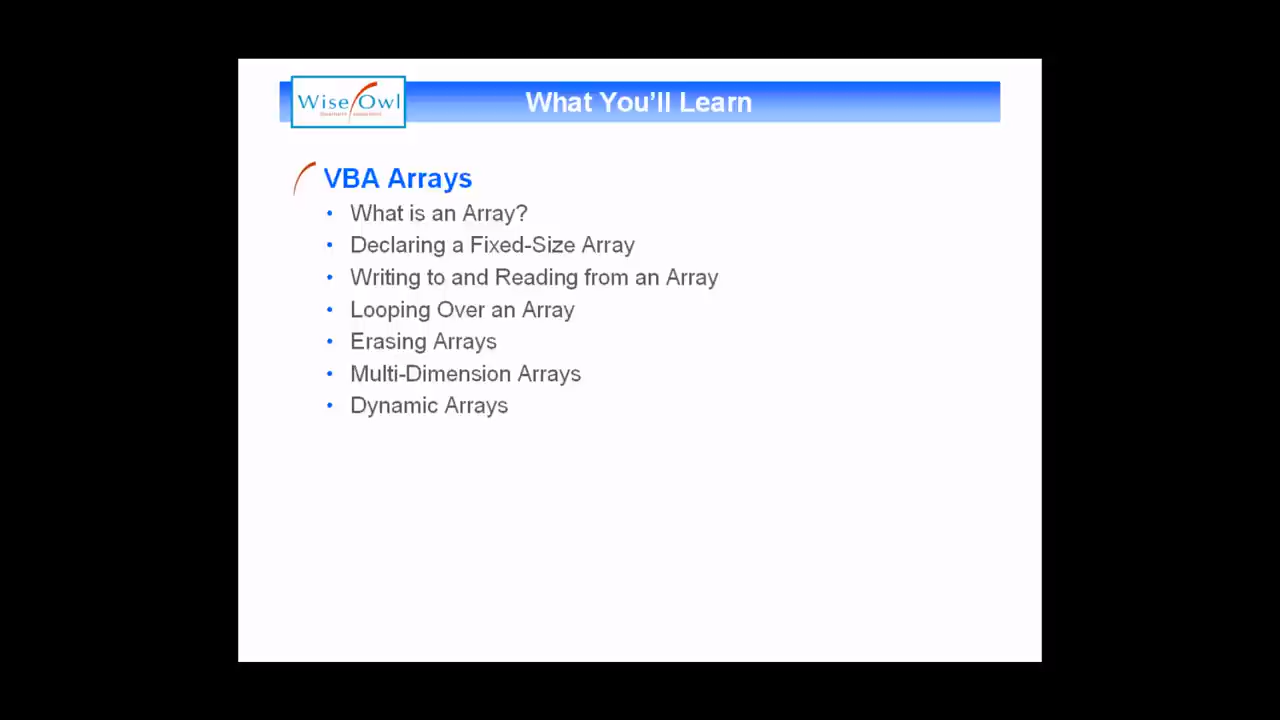 Wise Owl
What You'll Learn
VBA Arrays
• What is an Array?
• Declaring a Fixed-Size Array
• Writing to and Reading from an Array
• Looping Over an Array
• Erasing Arrays
• Multi-Dimension Arrays
• Dynamic Arrays